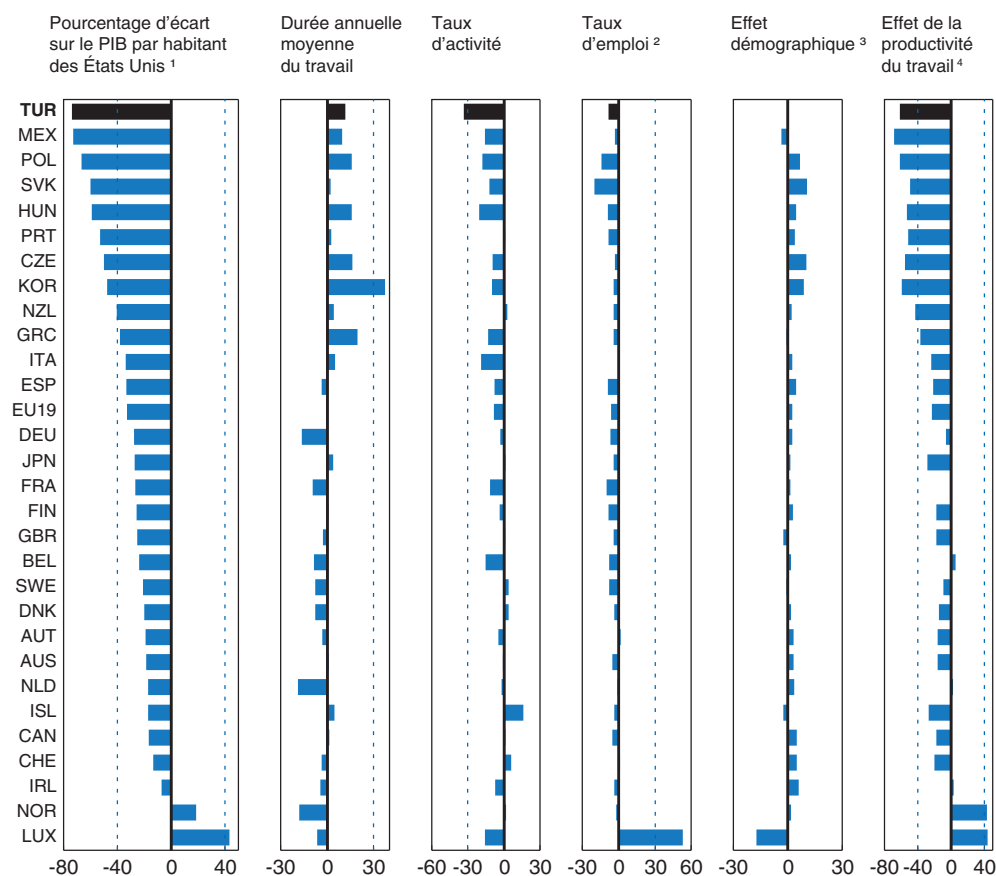 Pourcentage d'écart
sur le PIB par habitant
des États Unis ¹
Durée annuelle
moyenne
du travail
Taux
d'activité
Taux
d'emploi ²
Effet
démographique ³
Effet de la
productivité
du travail ⁴
TUR
MEX
POL
SVK
HUN
PRT
CZE
KOR
NZL
GRC
ITA
ESP
EU19
DEU
JPN
FRA
FIN
GBR
BEL
SWE
DNK
AUT
AUS
NLD
ISL
CAN
CHE
IRL
NOR
LUX
-80 -40 0 40
-30 0 30
-60 -30 0 30
-30 0 30 60
-30 0 30
-80 -40 0 40